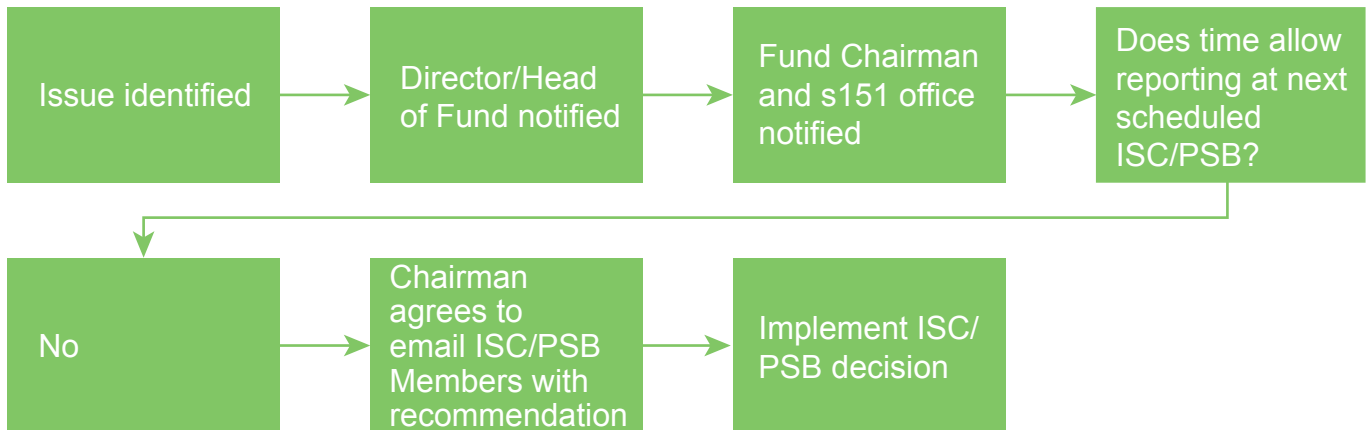 Issue identified
Director/Head
of Fund notified
Fund Chairman
and s151 office
notified
Does time allow
reporting at next
scheduled
ISC/PSB?
No
Chairman
agrees to
email ISC/PSB
Members with
recommendation
Implement ISC/
PSB decision